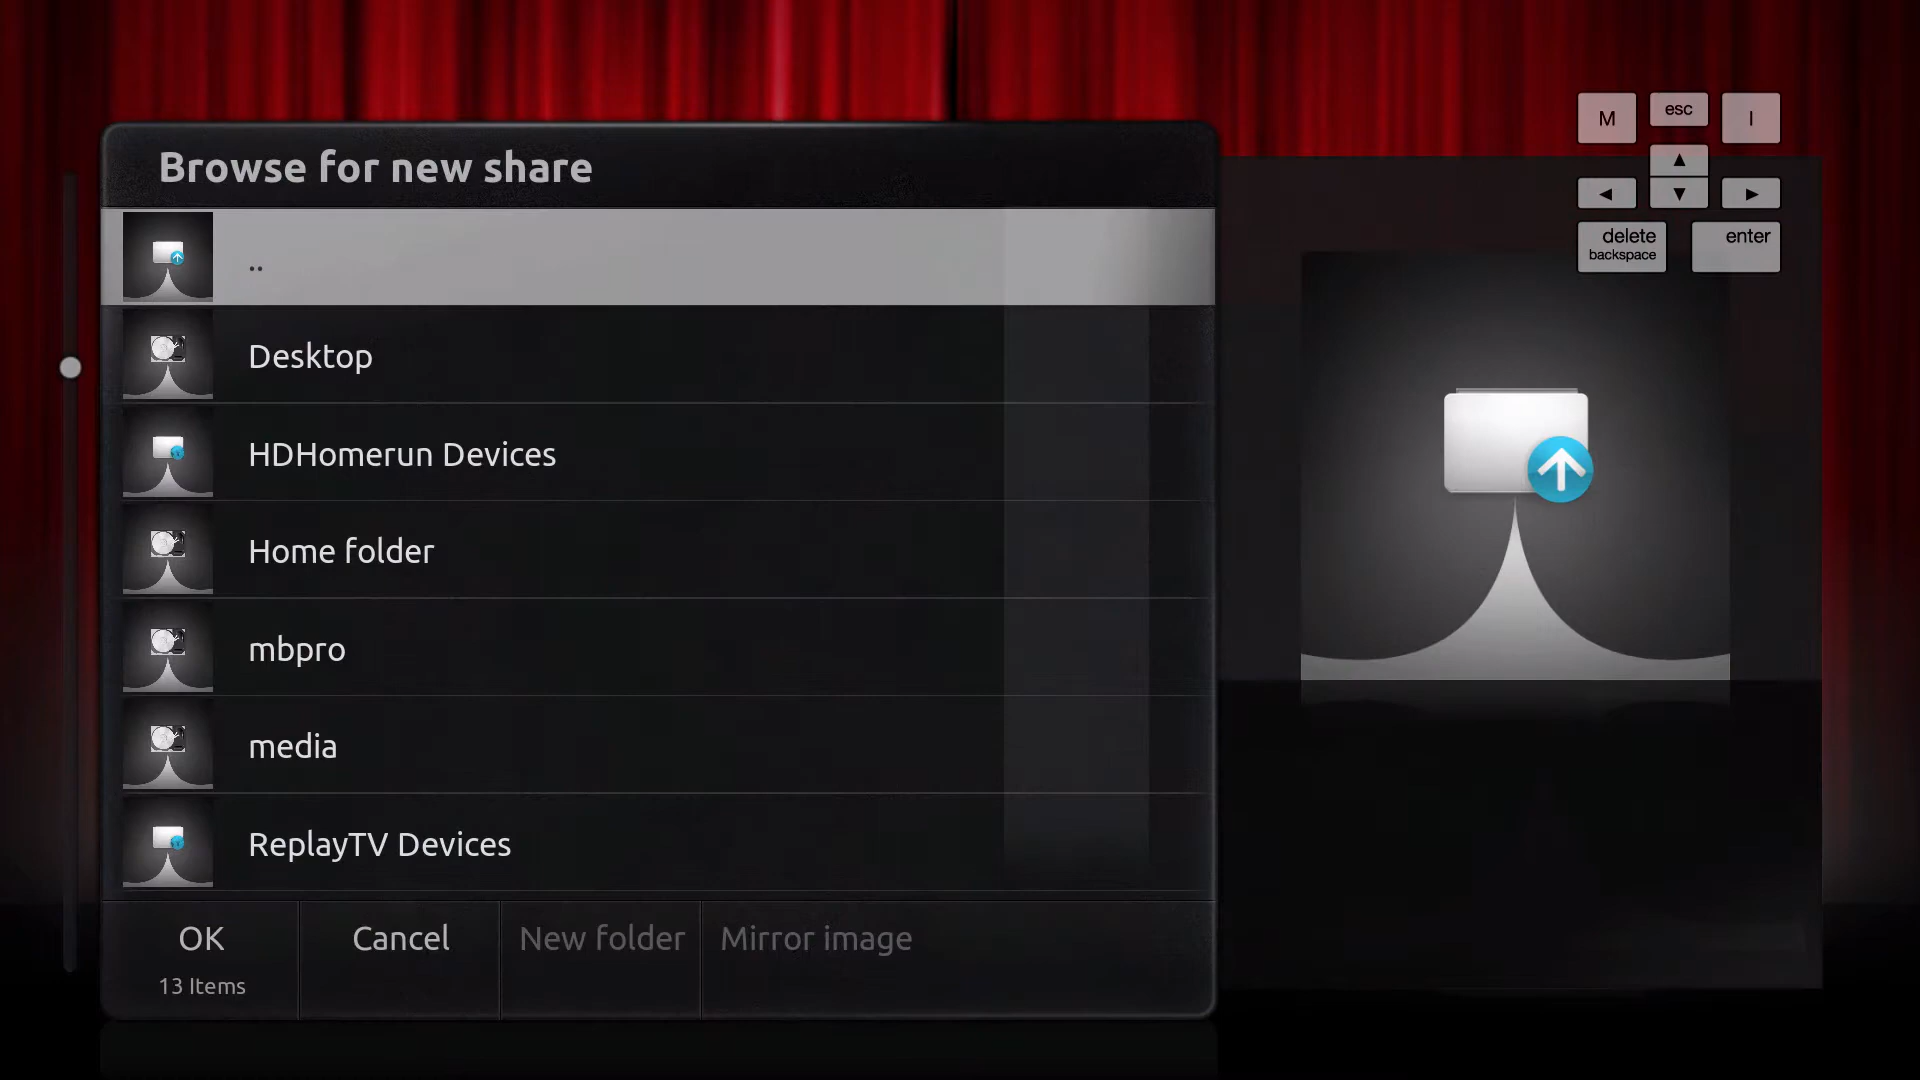 M
esc
I
Browse for new share
▲
◀
▼
▶
delete
backspace
enter
..
Desktop
HDHomerun Devices
Home folder
mbpro
media
ReplayTV Devices
OK
Cancel
New folder
Mirror image
13 Items